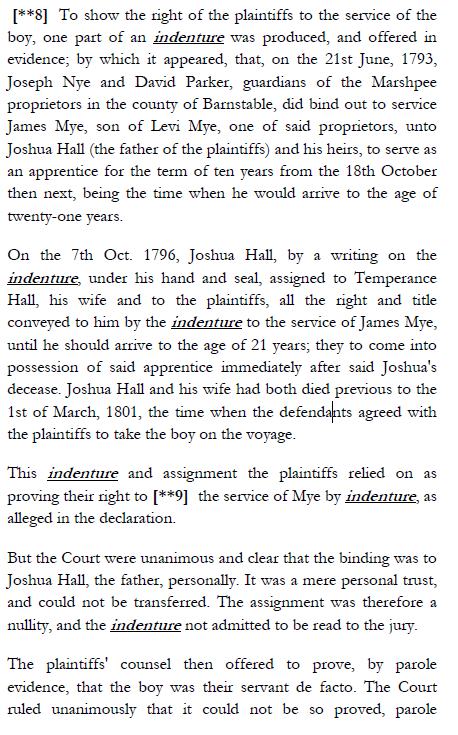 [**8] To show the right of the plaintiffs to the service of the
boy, one part of an indenture was produced, and offered in
evidence; by which it appeared, that, on the 21st June, 1793,
Joseph Nye and David Parker, guardians of the Marshpee
proprietors in the county of Barnstable, did bind out to service
James Mye, son of Levi Mye, one of said proprietors, unto
Joshua Hall (the father of the plaintiffs) and his heirs, to serve as
an apprentice for the term of ten years from the 18th October
then next, being the time when he would arrive to the age of
twenty-one years.
On the 7th Oct. 1796, Joshua Hall, by a writing on the
indenture, under his hand and seal, assigned to Temperance
Hall, his wife and to the plaintiffs, all the right and title
conveyed to him by the indenture to the service of James Mye,
until he should arrive to the age of 21 years; they to come into
possession of said apprentice immediately after said Joshua's
decease. Joshua Hall and his wife had both died previous to the
1st of March, 1801, the time when the defendants agreed with
the plaintiffs to take the boy on the voyage.
This indenture and assignment the plaintiffs relied on as
proving their right to [**9] the service of Mye by indenture, as
alleged in the declaration.
But the Court were unanimous and clear that the binding was to
Joshua Hall, the father, personally. It was a mere personal trust,
and could not be transferred. The assignment was therefore a
nullity, and the indenture not admitted to be read to the jury.
The plaintiffs' counsel then offered to prove, by parole
evidence, that the boy was their servant de facto. The Court
ruled unanimously that it could not be so proved, parole